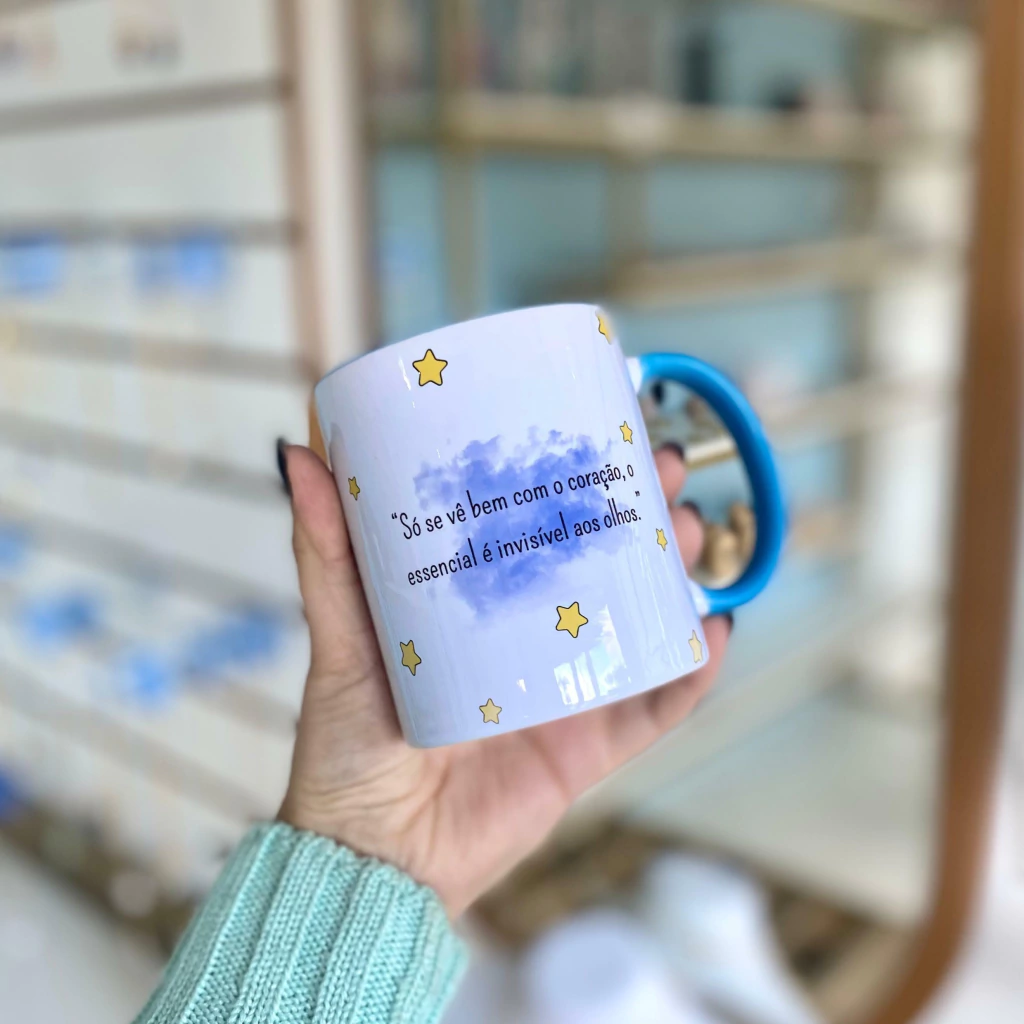 “Só se vê bem com o coração, o
essencial é invisível aos olhos.”